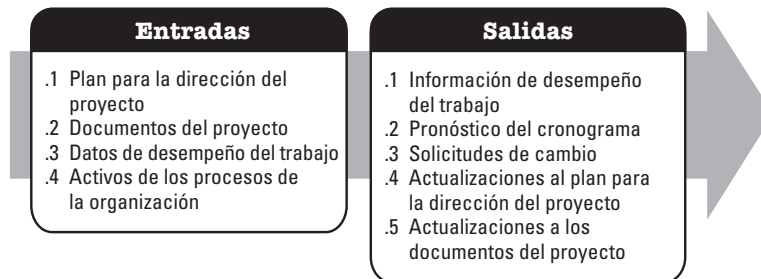 Entradas
.1 Plan para la dirección del
proyecto
.2 Documentos del proyecto
.3 Datos de desempeño del trabajo
.4 Activos de los procesos de
la organización
Salidas
.1 Información de desempeño
del trabajo
.2 Pronóstico del cronograma
.3 Solicitudes de cambio
.4 Actualizaciones al plan para
la dirección del proyecto
.5 Actualizaciones a los
documentos del proyecto